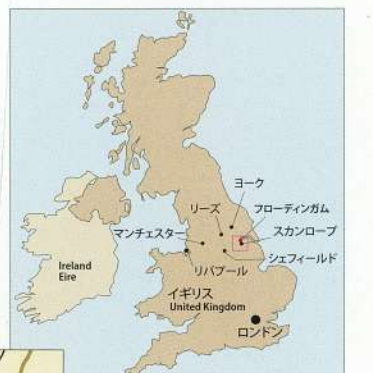 ヨーク
リーズ
フローディンガム
マンチェスター
スカンロープ
シェフィールド
リバプール
Ireland
Eire
イギリス
United Kingdom
ロンドン